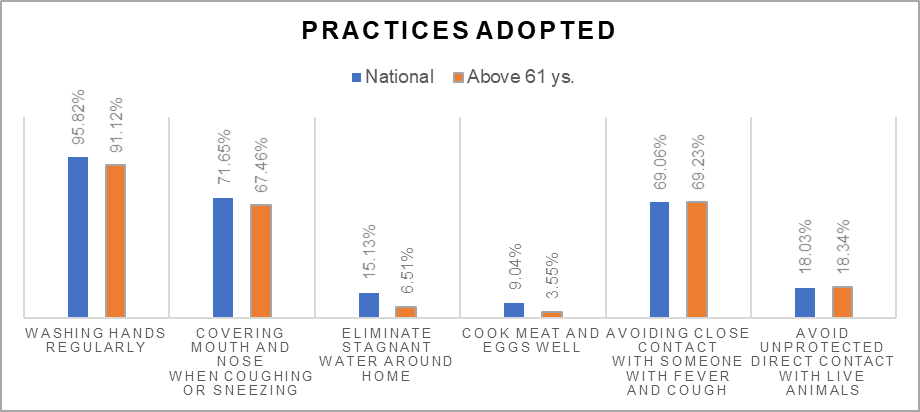 PRACTICES ADOPTED
National Above 61 ys.
95.82% 91.12% 71.65% 67.46% 15.13% 6.51% 9.04% 3.55% 69.06% 69.23% 18.03% 18.34%
WASHING HANDS
REGULARLY
COVERING
MOUTH AND
NOSE
WHEN COUGHING
OR SNEEZING
ELIMINATE
STAGNANT
WATER AROUND
HOME
COOK MEAT AND
EGGS WELL
AVOIDING CLOSE
CONTACT
WITH SOMEONE
WITH FEVER
AND COUGH
AVOID
UNPROTECTED
DIRECT CONTACT
WITH LIVE
ANIMALS